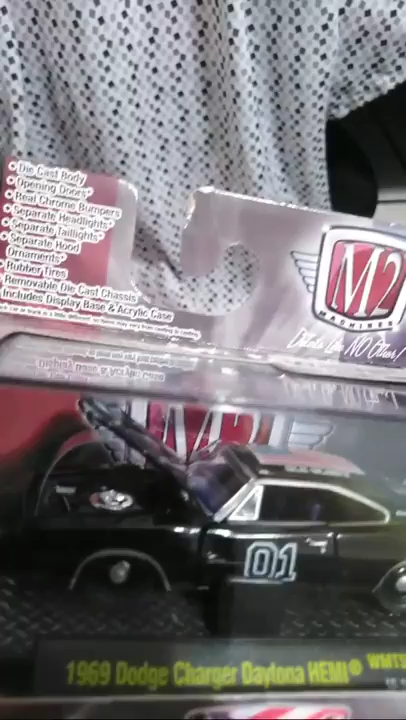 • Die Cast Body
• Opening Doors*
• Real Chrome Bumpers
• Separate Headlights*
• Separate Taillights*
• Separate Hood
Ornaments*
• Rubber Tires
• Removable Die Cast Chassis
• Includes Display Base & Acrylic Case
M2
MACHINES
Details Like NO Other!
M2
01
1969 Dodge Charger Daytona HEMI®